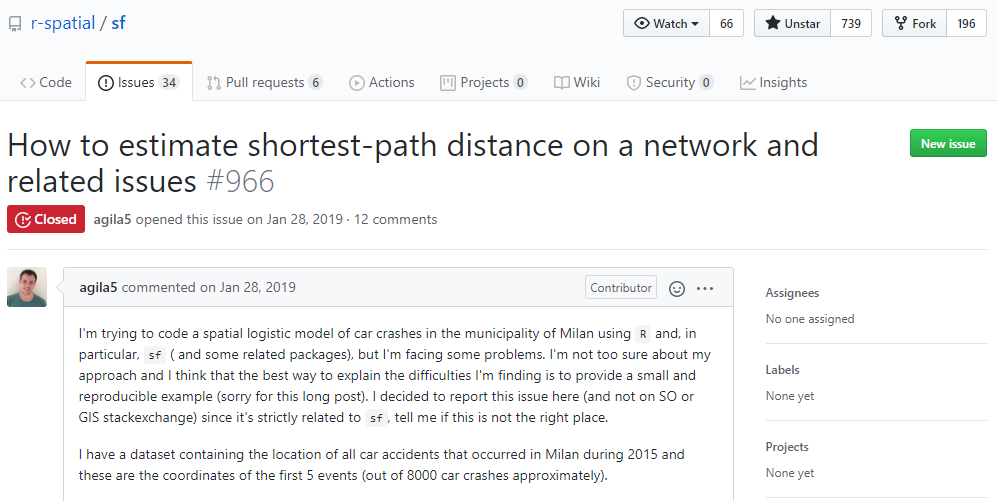 r-spatial / sf
Watch 66 Unstar 739 Fork 196
Code Issues 34 Pull requests 6 Actions Projects 0 Wiki Security 0 Insights
How to estimate shortest-path distance on a network and
related issues #966
New issue
Closed agila5 opened this issue on Jan 28, 2019 · 12 comments
agila5 commented on Jan 28, 2019 Contributor
I'm trying to code a spatial logistic model of car crashes in the municipality of Milan using R and, in
particular, sf ( and some related packages), but I'm facing some problems. I'm not too sure about my
approach and I think that the best way to explain the difficulties I'm finding is to provide a small and
reproducible example (sorry for this long post). I decided to report this issue here (and not on SO or
GIS stackexchange) since it's strictly related to sf, tell me if this is not the right place.
I have a dataset containing the location of all car accidents that occurred in Milan during 2015 and
these are the coordinates of the first 5 events (out of 8000 car crashes approximately).
Assignees
No one assigned
Labels
None yet
Projects
None yet